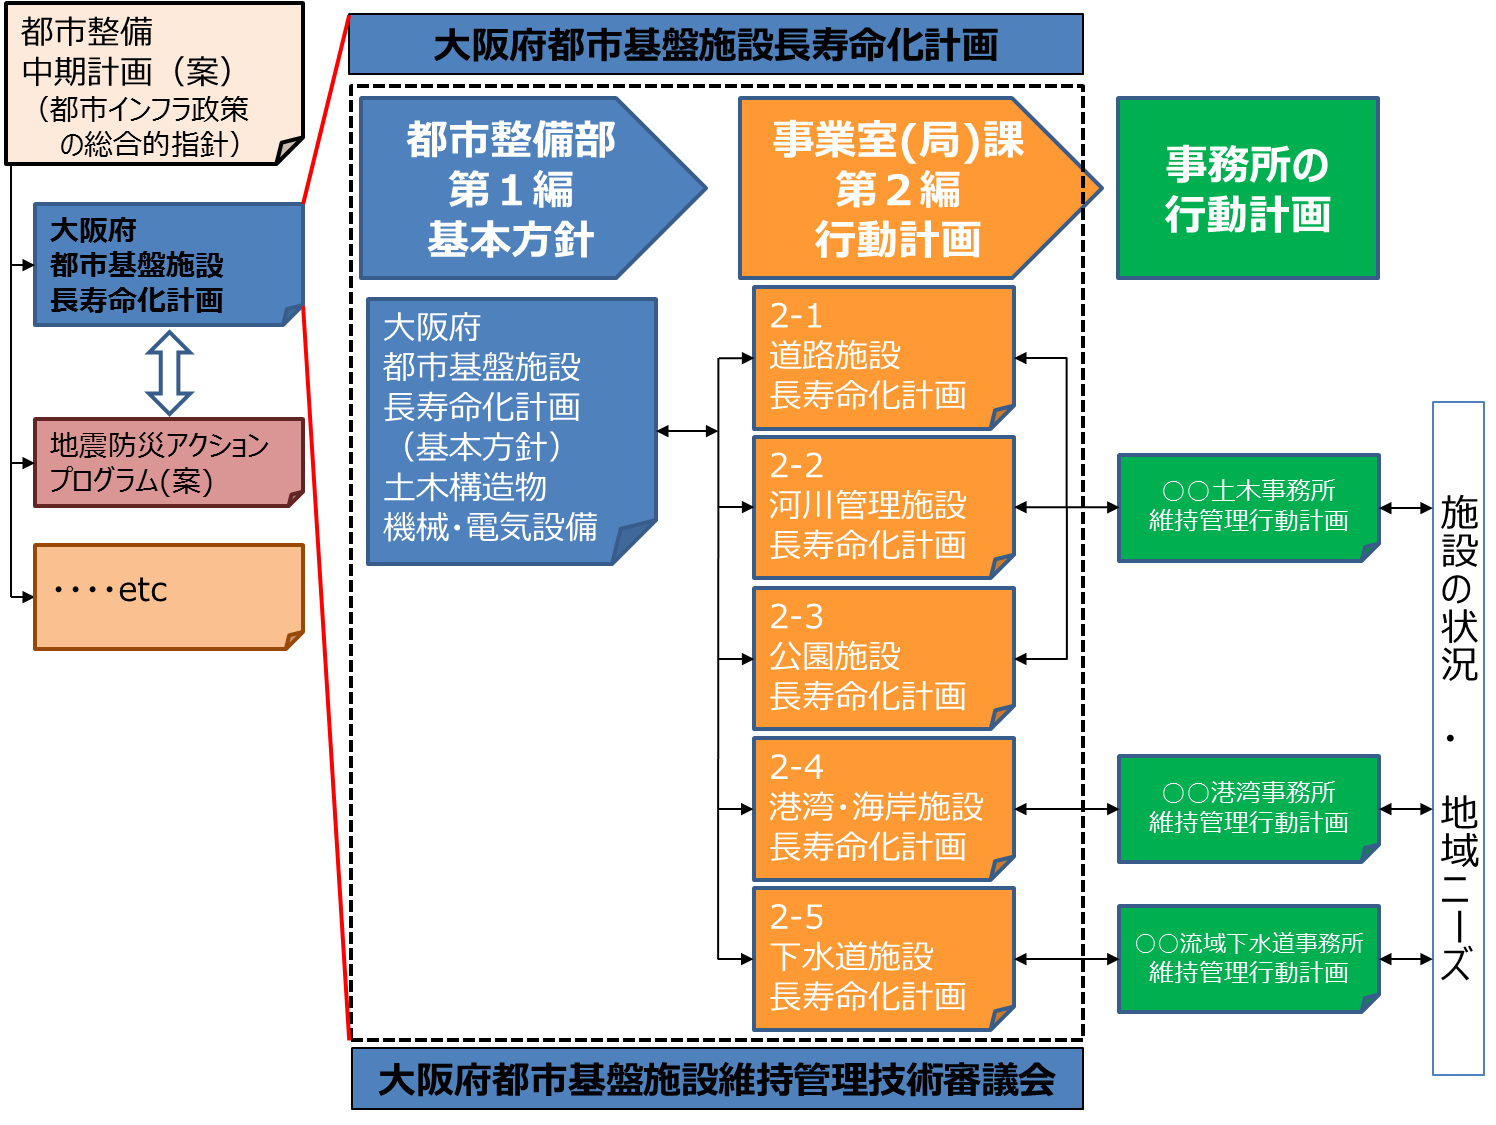 都市整備
中期計画（案）
（都市インフラ政策
の総合的指針）
大阪府
都市基盤施設
長寿命化計画
地震防災アクション
プログラム(案)
・・・・etc
大阪府都市基盤施設長寿命化計画
都市整備部
第１編
基本方針
事業室(局)課
第２編
行動計画
事務所の
行動計画
大阪府
都市基盤施設
長寿命化計画
（基本方針）
土木構造物
機械・電気設備
2-1
道路施設
長寿命化計画
2-2
河川管理施設
長寿命化計画
2-3
公園施設
長寿命化計画
2-4
港湾・海岸施設
長寿命化計画
2-5
下水道施設
長寿命化計画
○○土木事務所
維持管理行動計画
○○港湾事務所
維持管理行動計画
○○流域下水道事務所
維持管理行動計画
施設の状況　・　地域ニーズ
大阪府都市基盤施設維持管理技術審議会